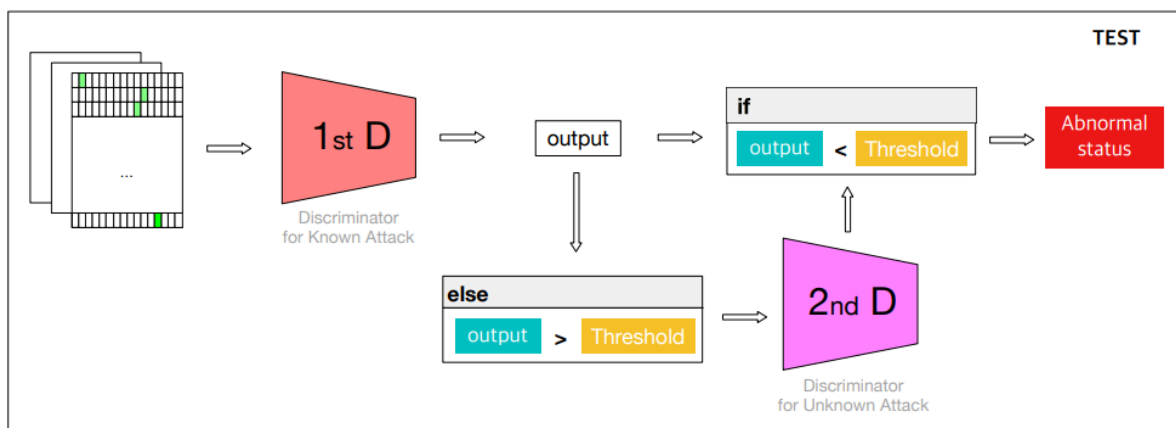 TEST
...
1st D
Discriminator
for Known Attack
output
if
output < Threshold
Abnormal
status
else
output > Threshold
2nd D
Discriminator
for Unknown Attack